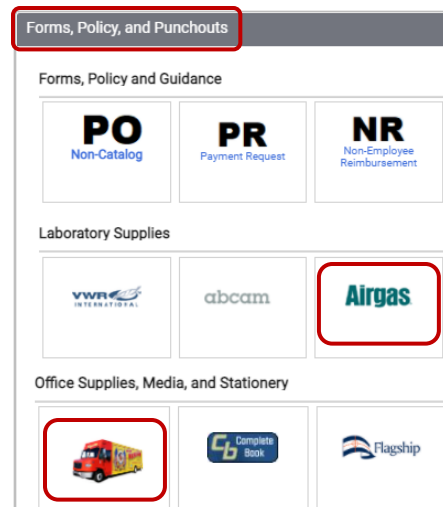 Forms, Policy, and Punchouts
Forms, Policy and Guidance
PO
Non-Catalog
PR
Payment Request
NR
Non-Employee
Reimbursement
Laboratory Supplies
VWR
INTERNATIONAL
abcam
Airgas
Office Supplies, Media, and Stationery
Cb
Complete
Book
Flagship